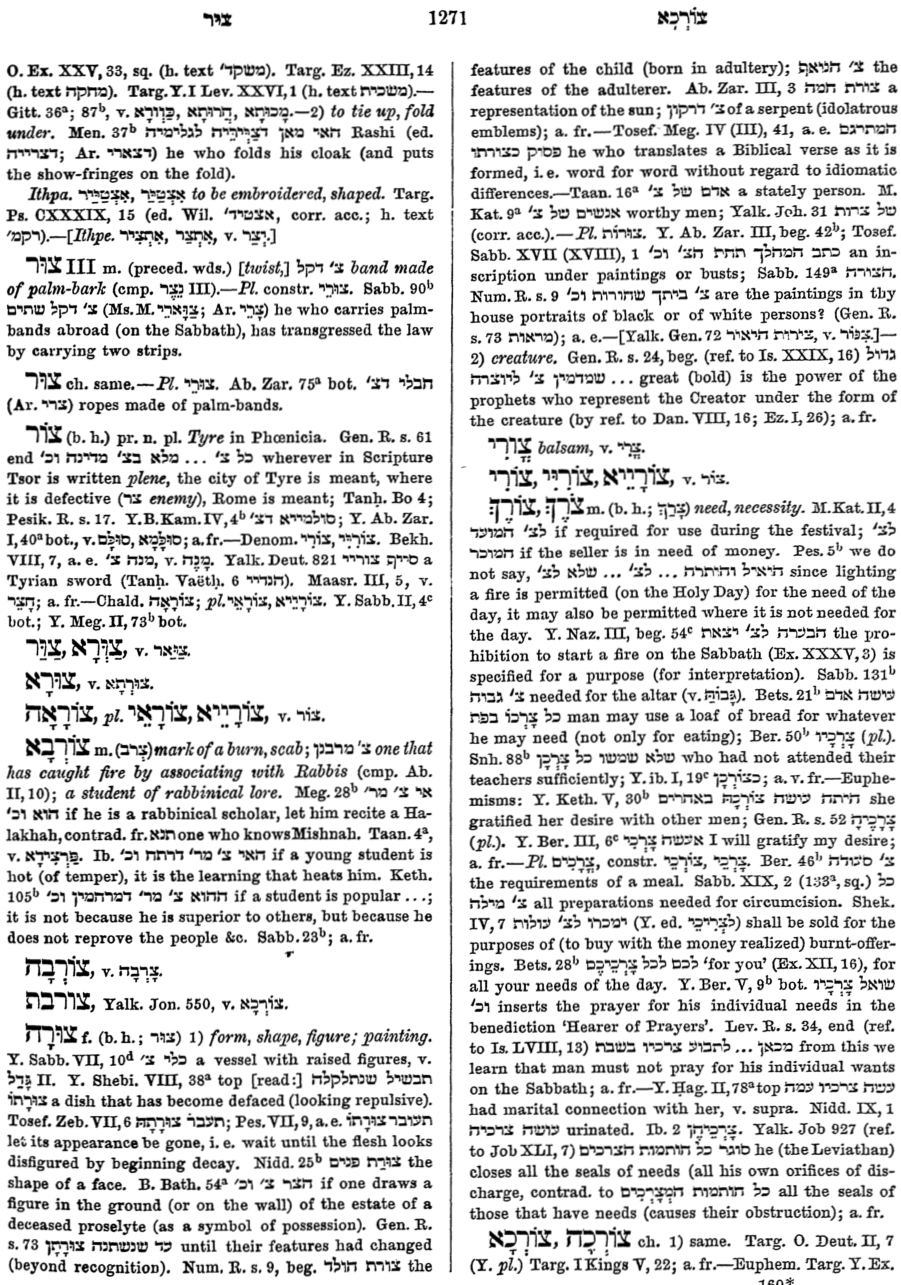 צוּר 1271 צוֹרְכָא
O. Ex. XXV, 33, sq. (h. text משקד׳). Targ. Ez. XXIII, 14
(h. text מחקה). Targ. Y. I Lev. XXVI, 1 (h. text משכית).—
Gitt. 36ᵃ; 87ᵇ, v. מָכוּתָא, חֲרוּתָא, כַּוְורָא.—2) to tie up, fold
under. Men. 37ᵇ האי מאן דצַיְירֵיה לגלימיה Rashi (ed.
דצרייה; Ar. דצארי) he who folds his cloak (and puts
the show-fringes on the fold).
Ithpa. אִצְטַיַּיר, אִצְטַיֵּיר to be embroidered, shaped. Targ.
Ps. CXXXIX, 15 (ed. Wil. אצטייד׳, corr. acc.; h. text
רקמ׳).—[Ithpe. אִתְצַר, אִתְצִיר, v. יְצַר.]
צוּר III m. (preced. wds.) [twist,] צ׳ דקל band made
of palm-bark (cmp. נֶצֶר III).—Pl. constr. צוּרֵי. Sabb. 90ᵇ
צ׳ דקל שתים (Ms. M. צַוָּארֵי; Ar. צָרֵי) he who carries palm-
bands abroad (on the Sabbath), has transgressed the law
by carrying two strips.
צוּר ch. same.—Pl. צוּרֵי. Ab. Zar. 75ᵃ bot. חבלי דצ׳
(Ar. צרי) ropes made of palm-bands.
צוֹר (b. h.) pr. n. pl. Tyre in Phœnicia. Gen. R. s. 61
end כל צ׳ ... מלא בצ׳ מדינה וכ׳ wherever in Scripture
Tsor is written plene, the city of Tyre is meant, where
it is defective (צר enemy), Rome is meant; Tanḥ. Bo 4;
Pesik. R. s. 17. Y. B. Kam. IV, 4ᵇ סולמייא דצ׳; Y. Ab. Zar.
I, 40ᵃ bot., v. סוּלְּמָא, סוּלָּם; a. fr.—Denom. צוֹרִיּי, צוֹרִי. Bekh.
VIII, 7, a. e. מנה צ׳, v. מָנֶה. Yalk. Deut. 821 סייף צוריי a
Tyrian sword (Tanḥ. Vaëth. 6 הנדיי). Maasr. III, 5, v.
חָצֵר; a. fr.—Chald. צוֹרָאָה; pl. צוֹרָיֵיא, צוֹרָאֵי. Y. Sabb. II, 4ᶜ
bot.; Y. Meg. II, 73ᵇ bot.
צַוְּרָא, צַוַּר, v. צַוַּאר.
צוּרָא, v. צוּרְתָא.
צוֹרָאָה, pl. צוֹרָיֵיא, צוֹרָאֵי, v. צוֹר.
צוֹרְבָא m. (צְרַב) mark of a burn, scab; צ׳ מרבנן one that
has caught fire by associating with Rabbis (cmp. Ab.
II, 10); a student of rabbinical lore. Meg. 28ᵇ אי צ׳ מר׳
הוא וכ׳ if he is a rabbinical scholar, let him recite a Ha-
lakhah, contrad. fr. תנא one who knows Mishnah. Taan. 4ᵃ,
v. פַּרְצִידָא. Ib. האי צ׳ מר׳ דרתח וכ׳ if a young student is
hot (of temper), it is the learning that heats him. Keth.
105ᵇ ההוא צ׳ מר׳ דמרחמין וכ׳ if a student is popular ...;
it is not because he is superior to others, but because he
does not reprove the people &c. Sabb. 23ᵇ; a. fr.
צוֹרְבָה, v. צָרְבָה.
צורבת, Yalk. Jon. 550, v. צוֹרְכָא.
צוּרָה f. (b. h.; צור) 1) form, shape, figure; painting.
Y. Sabb. VII, 10ᵈ כלי צ׳ a vessel with raised figures, v.
גָּדֵל II. Y. Shebi. VIII, 38ᵃ top [read:] תבשיל שנתלקלה
צוּרָתוֹ a dish that has become defaced (looking repulsive).
Tosef. Zeb. VII, 6 תעבר צוּרָתָהּ; Pes. VII, 9, a. e. תעובר צוּרָתוֹ
let its appearance be gone, i. e. wait until the flesh looks
disfigured by beginning decay. Nidd. 25ᵇ צוּרַת פנים the
shape of a face. B. Bath. 54ᵃ הצר צ׳ וכ׳ if one draws a
figure in the ground (or on the wall) of the estate of a
deceased proselyte (as a symbol of possession). Gen. R.
s. 73 עד שנשתנה צוּרָתָן until their features had changed
(beyond recognition). Num. R. s. 9, beg. צורת הולד the
features of the child (born in adultery); צ׳ הניאף the
features of the adulterer. Ab. Zar. III, 3 צורת חמה a
representation of the sun; צ׳ דרקון of a serpent (idolatrous
emblems); a. fr.—Tosef. Meg. IV (III), 41, a. e. המתרגם
פסוק כצורתו he who translates a Biblical verse as it is
formed, i. e. word for word without regard to idiomatic
differences.—Taan. 16ᵃ אדם של צ׳ a stately person. M.
Kat. 9ᵃ אנשים של צ׳ worthy men; Yalk. Joh. 31 של צרות
(corr. acc.).—Pl. צוּרוֹת. Y. Ab. Zar. III, beg. 42ᵇ; Tosef.
Sabb. XVII (XVIII), 1 כתב המהלך תחת הצ׳ וכ׳ an in-
scription under paintings or busts; Sabb. 149ᵃ הצורה.
Num. R. s. 9 צ׳ ביתך שחורות וכ׳ are the paintings in thy
house portraits of black or of white persons? (Gen. R.
s. 73 מראות); a. e.—[Yalk. Gen. 72 צירות היאור, v. צִפּוֹר.]—
2) creature. Gen. R. s. 24, beg. (ref. to Is. XXIX, 16) גדול
שמדמין צ׳ ליוצרה ... great (bold) is the power of the
prophets who represent the Creator under the form of
the creature (by ref. to Dan. VIII, 16; Ez. I, 26); a. fr.
צֳורִי balsam, v. צֳרִי.
צוֹרָיֵיא, צוֹרִיּי, צוֹרִי, v. צוֹר.
צוֹרֶךְ, צֹרֶךְ m. (b. h.; צָרַךְ) need, necessity. M. Kat. II, 4
לצ׳ המועד if required for use during the festival; לצ׳
המוכר if the seller is in need of money. Pes. 5ᵇ we do
not say, הואיל והותרה ... לצ׳ ... שלא לצ׳ since lighting
a fire is permitted (on the Holy Day) for the need of the
day, it may also be permitted where it is not needed for
the day. Y. Naz. III, beg. 54ᶜ הבערה לצ׳ יצאת the pro-
hibition to start a fire on the Sabbath (Ex. XXXV, 3) is
specified for a purpose (for interpretation). Sabb. 131ᵇ
צ׳ גבוה needed for the altar (v. גָּבוֹהַּ). Bets. 21ᵇ עושה אדם
כל צָרְכּוֹ בפת man may use a loaf of bread for whatever
he may need (not only for eating); Ber. 50ᵇ צְרָכָיו (pl.).
Snh. 88ᵇ שלא שמשו כל צָרְכָּן who had not attended their
teachers sufficiently; Y. ib. I, 19ᶜ כצוֹרְכָן; a. v. fr.—Euphe-
misms: Y. Keth. V, 30ᵇ היתה עושה צוֹרְכָהּ באחרים she
gratified her desire with other men; Gen. R. s. 52 צְרָכֶיהָ
(pl.). Y. Ber. III, 6ᶜ אעשה צְרָכַי I will gratify my desire;
a. fr.—Pl. צְרָכִים, constr. צָרְכֵי, צוֹרְכֵי. Ber. 46ᵇ צ׳ סעודה
the requirements of a meal. Sabb. XIX, 2 (133ᵃ, sq.) כל
צ׳ מילה all preparations needed for circumcision. Shek.
IV, 7 ימכרו לצ׳ עולות (Y. ed. לצְרִיכֵי) shall be sold for the
purposes of (to buy with the money realized) burnt-offer-
ings. Bets. 28ᵇ לכם לכל צָרְכֵיכֶם ‘for you’ (Ex. XII, 16), for
all your needs of the day. Y. Ber. V, 9ᵇ bot. שואל צְרָכָיו
וכ׳ inserts the prayer for his individual needs in the
benediction ‘Hearer of Prayers’. Lev. R. s. 34, end (ref.
to Is. LVIII, 13) מכאן ... לתבוע צרכיו בשבת from this we
learn that man must not pray for his individual wants
on the Sabbath; a. fr.—Y. Ḥag. II, 78ᵃ top עשה צרכיו עמה
had marital connection with her, v. supra. Nidd. IX, 1
עושה צרכיה urinated. Ib. 2 צָרְכֵיהֶן. Yalk. Job 927 (ref.
to Job XLI, 7) סוגר כל חותמות הצרכים he (the Leviathan)
closes all the seals of needs (all his own orifices of dis-
charge, contrad. to כל חותמות המְצָרְכִים all the seals of
those that have needs (causes their obstruction); a. fr.
צוֹרְכָא, צוֹרְכָה ch. 1) same. Targ. O. Deut. II, 7
(Y. pl.) Targ. I Kings V, 22; a. fr.—Euphem. Targ. Y. Ex.
160*